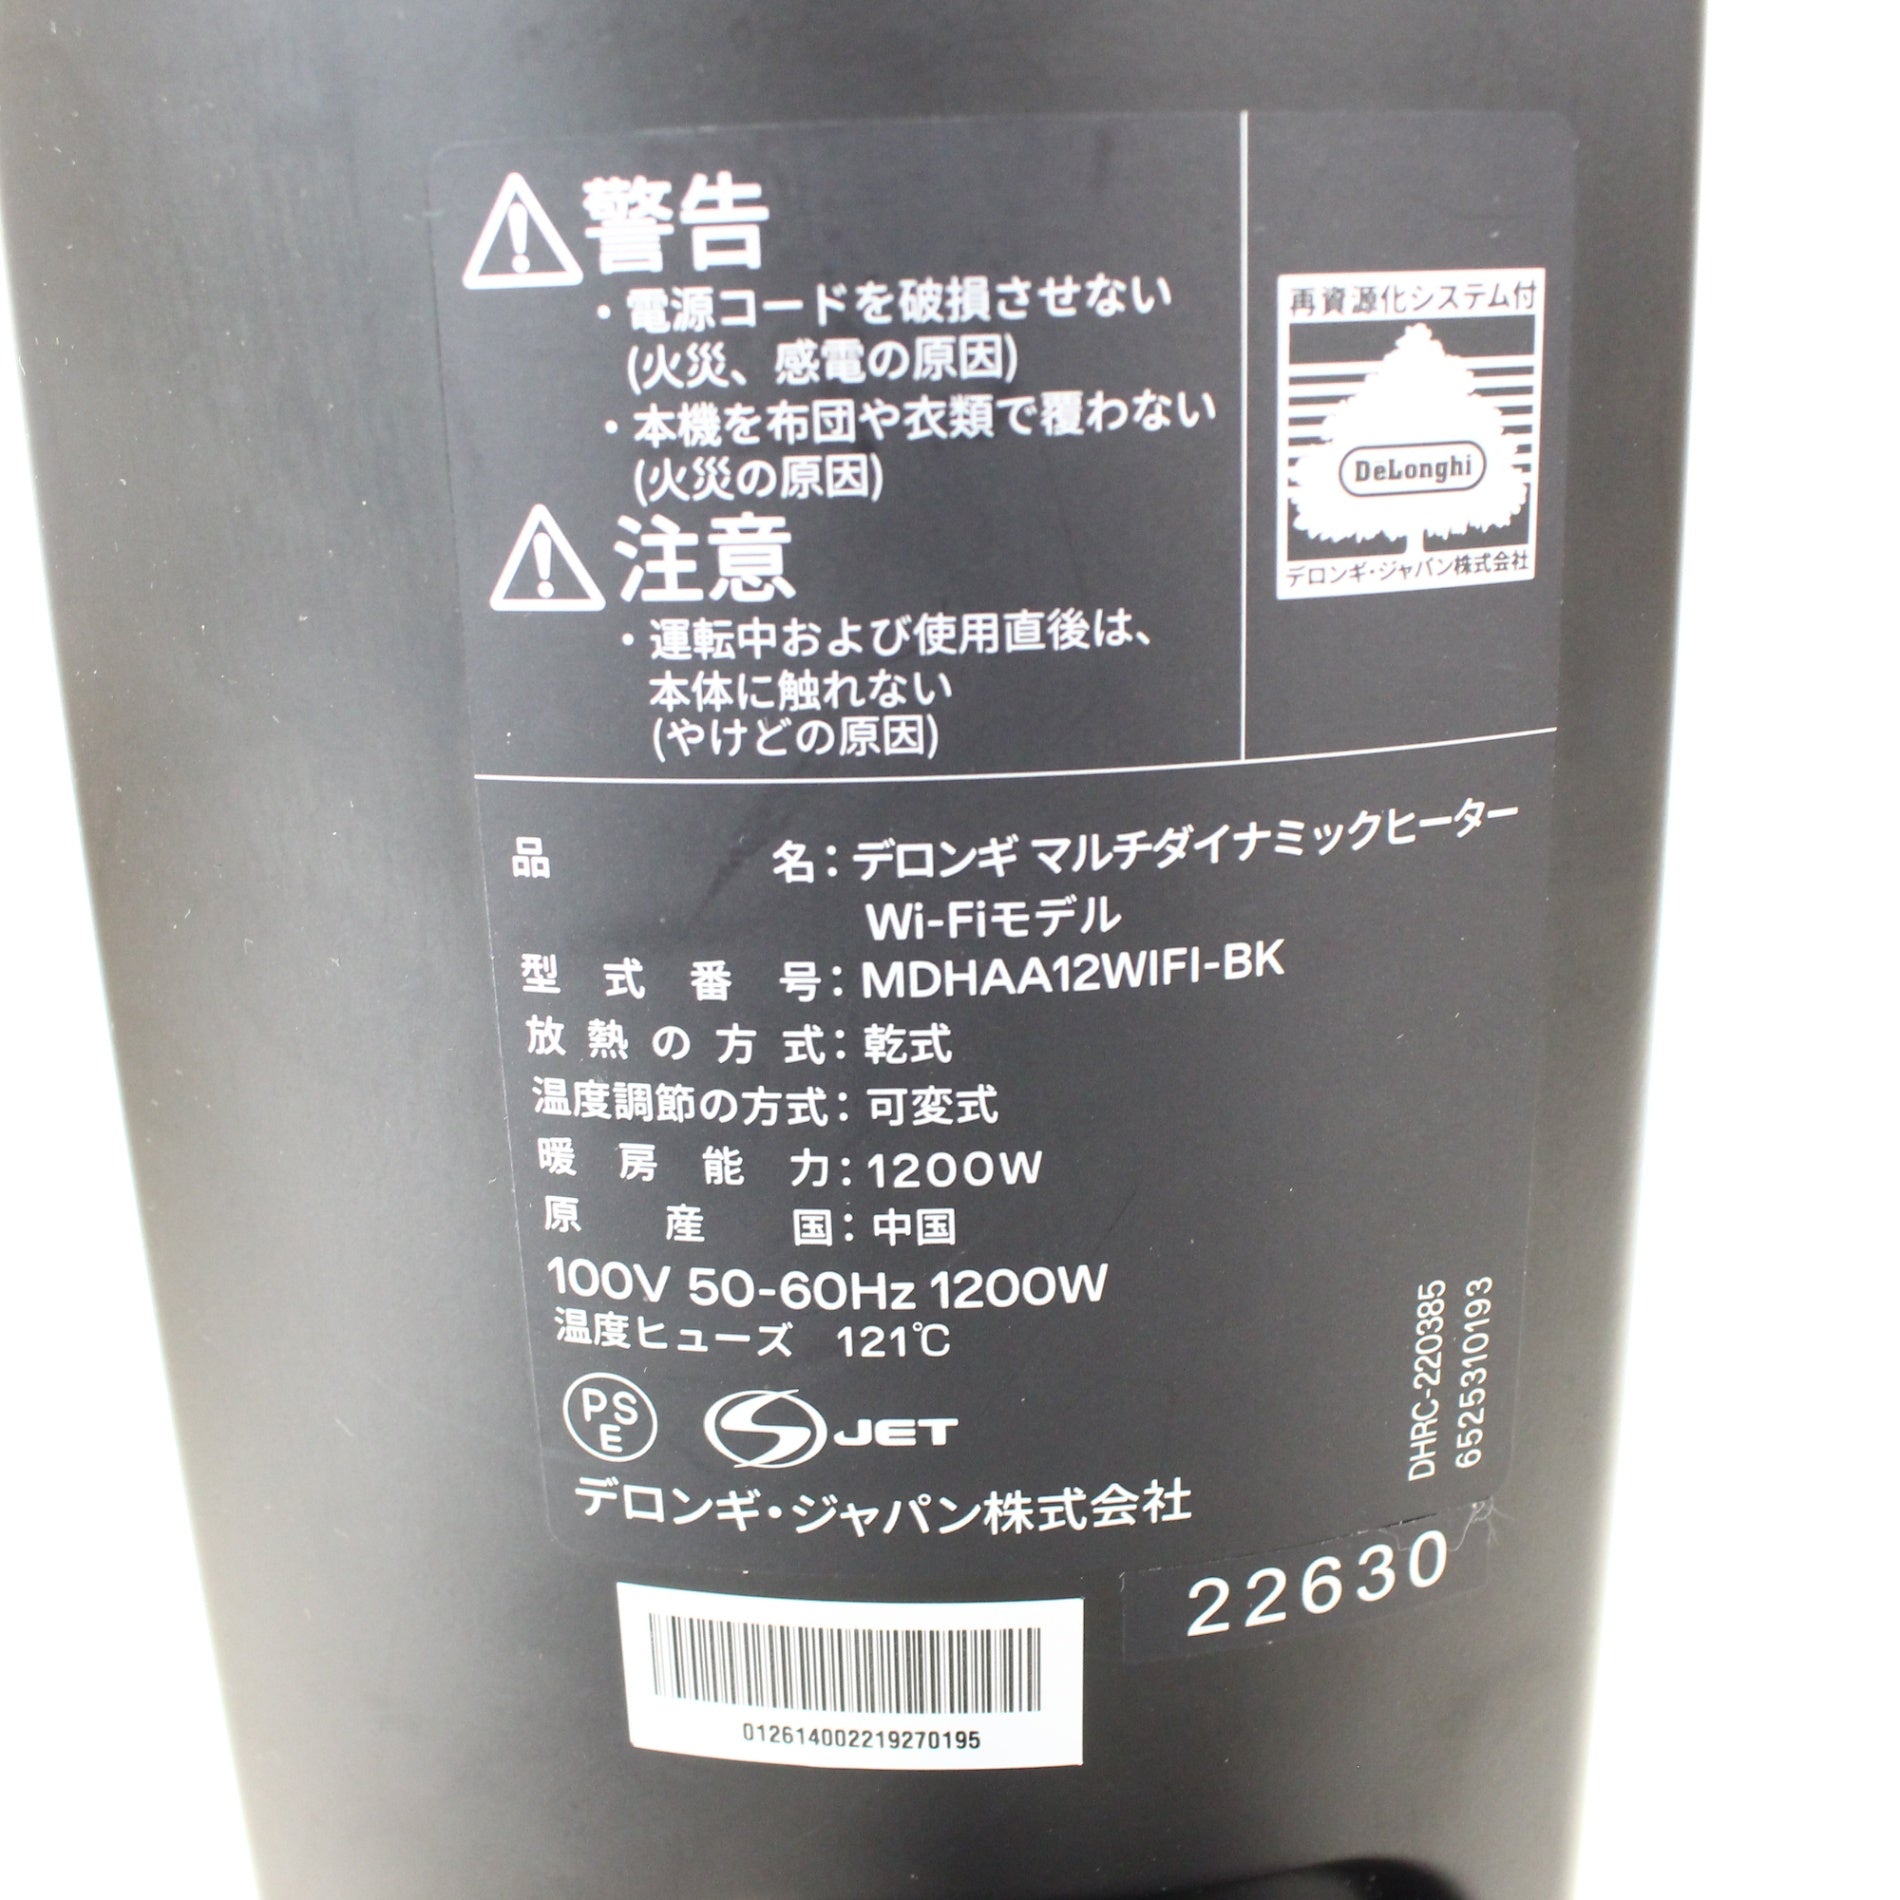 警告
・電源コードを破損させない
(火災、感電の原因)
・本機を布団や衣類で覆わない
(火災の原因)
注意
・運転中および使用直後は、
本体に触れない
(やけどの原因)
再資源化システム付
DeLonghi
デロンギ・ジャパン株式会社
品名：デロンギ マルチダイナミックヒーター
Wi-Fiモデル
型式番号：MDHAA12WIFI-BK
放熱の方式：乾式
温度調節の方式：可変式
暖房能力：1200W
原産国：中国
100V 50-60Hz 1200W
温度ヒューズ 121℃
PS
E
S JET
デロンギ・ジャパン株式会社
DHRC-220385
6525310193
22630
012614002219270195